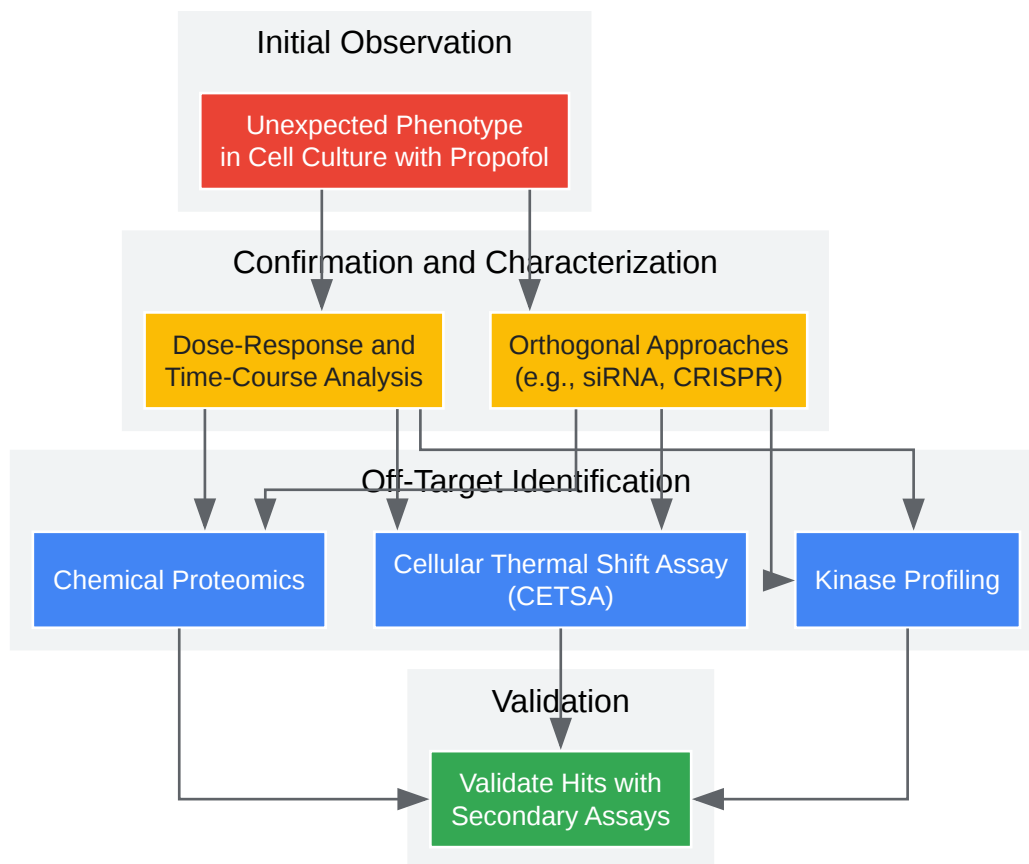 Initial Observation
Unexpected Phenotype
in Cell Culture with Propofol
Confirmation and Characterization
Dose-Response and
Time-Course Analysis
Orthogonal Approaches
(e.g., siRNA, CRISPR)
Off-Target Identification
Chemical Proteomics
Cellular Thermal Shift Assay
(CETSA)
Kinase Profiling
Validation
Validate Hits with
Secondary Assays